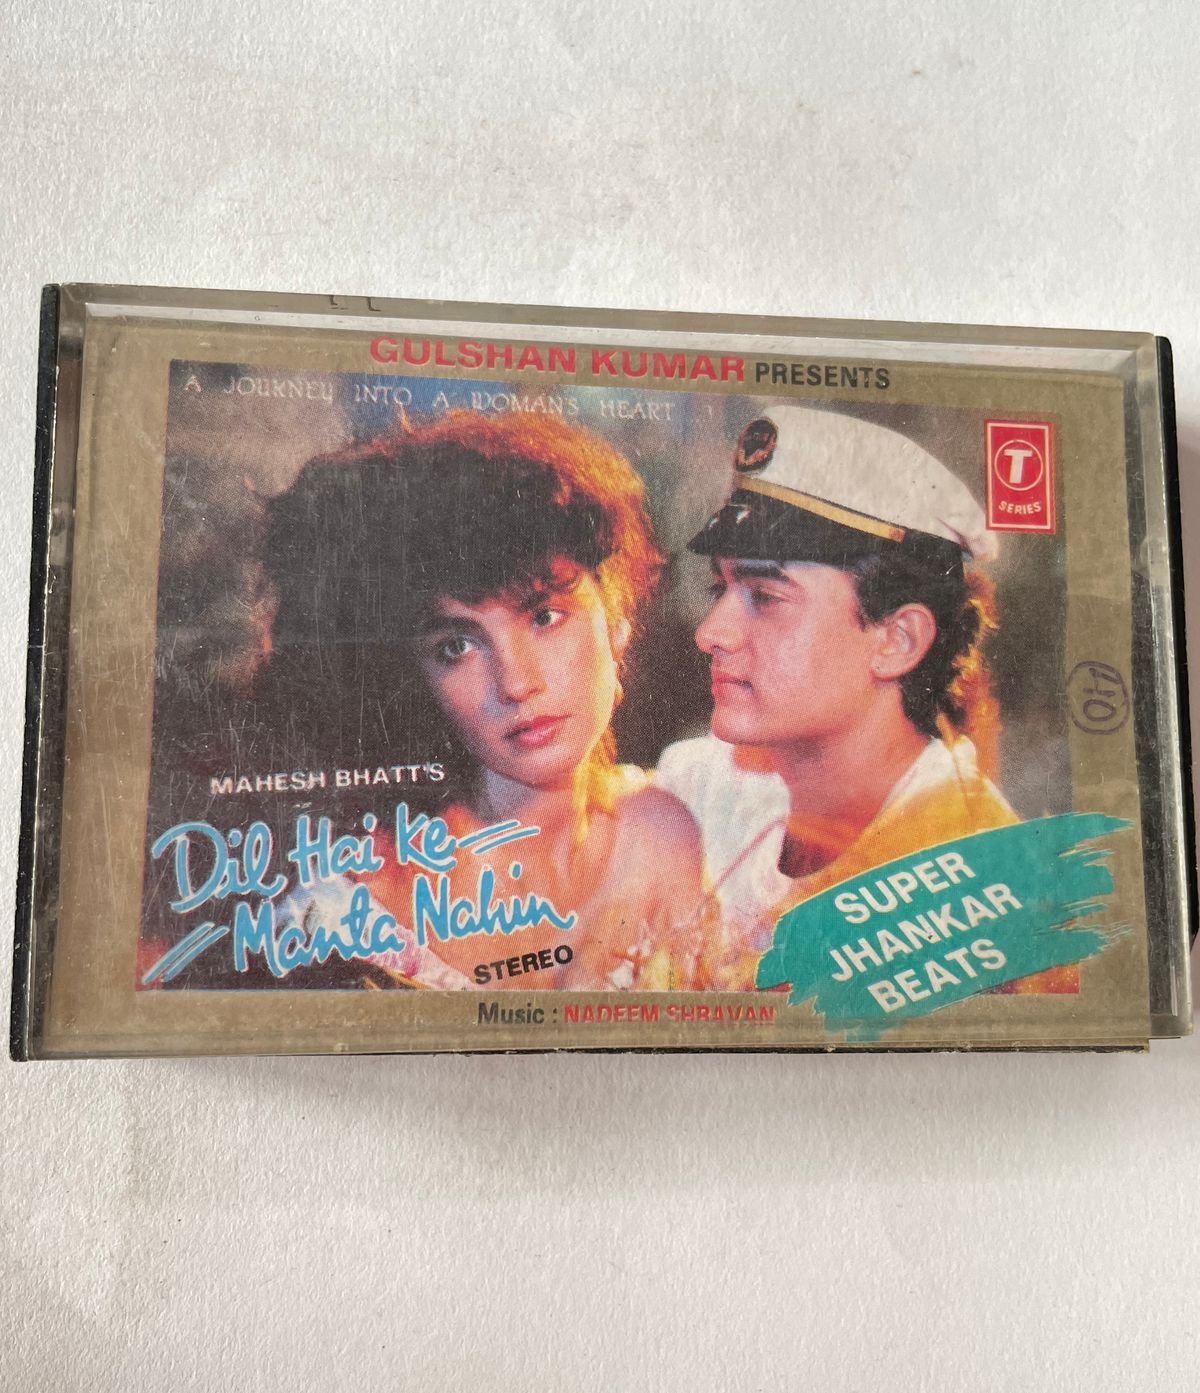 GULSHAN KUMAR PRESENTS
A JOURNEY INTO A WOMAN'S HEART
T
SERIES
MAHESH BHATT'S
Dil Hai Ke
Manta Nahin
STEREO
SUPER
JHANKAR
BEATS
Music : NADEEM SHRAVAN